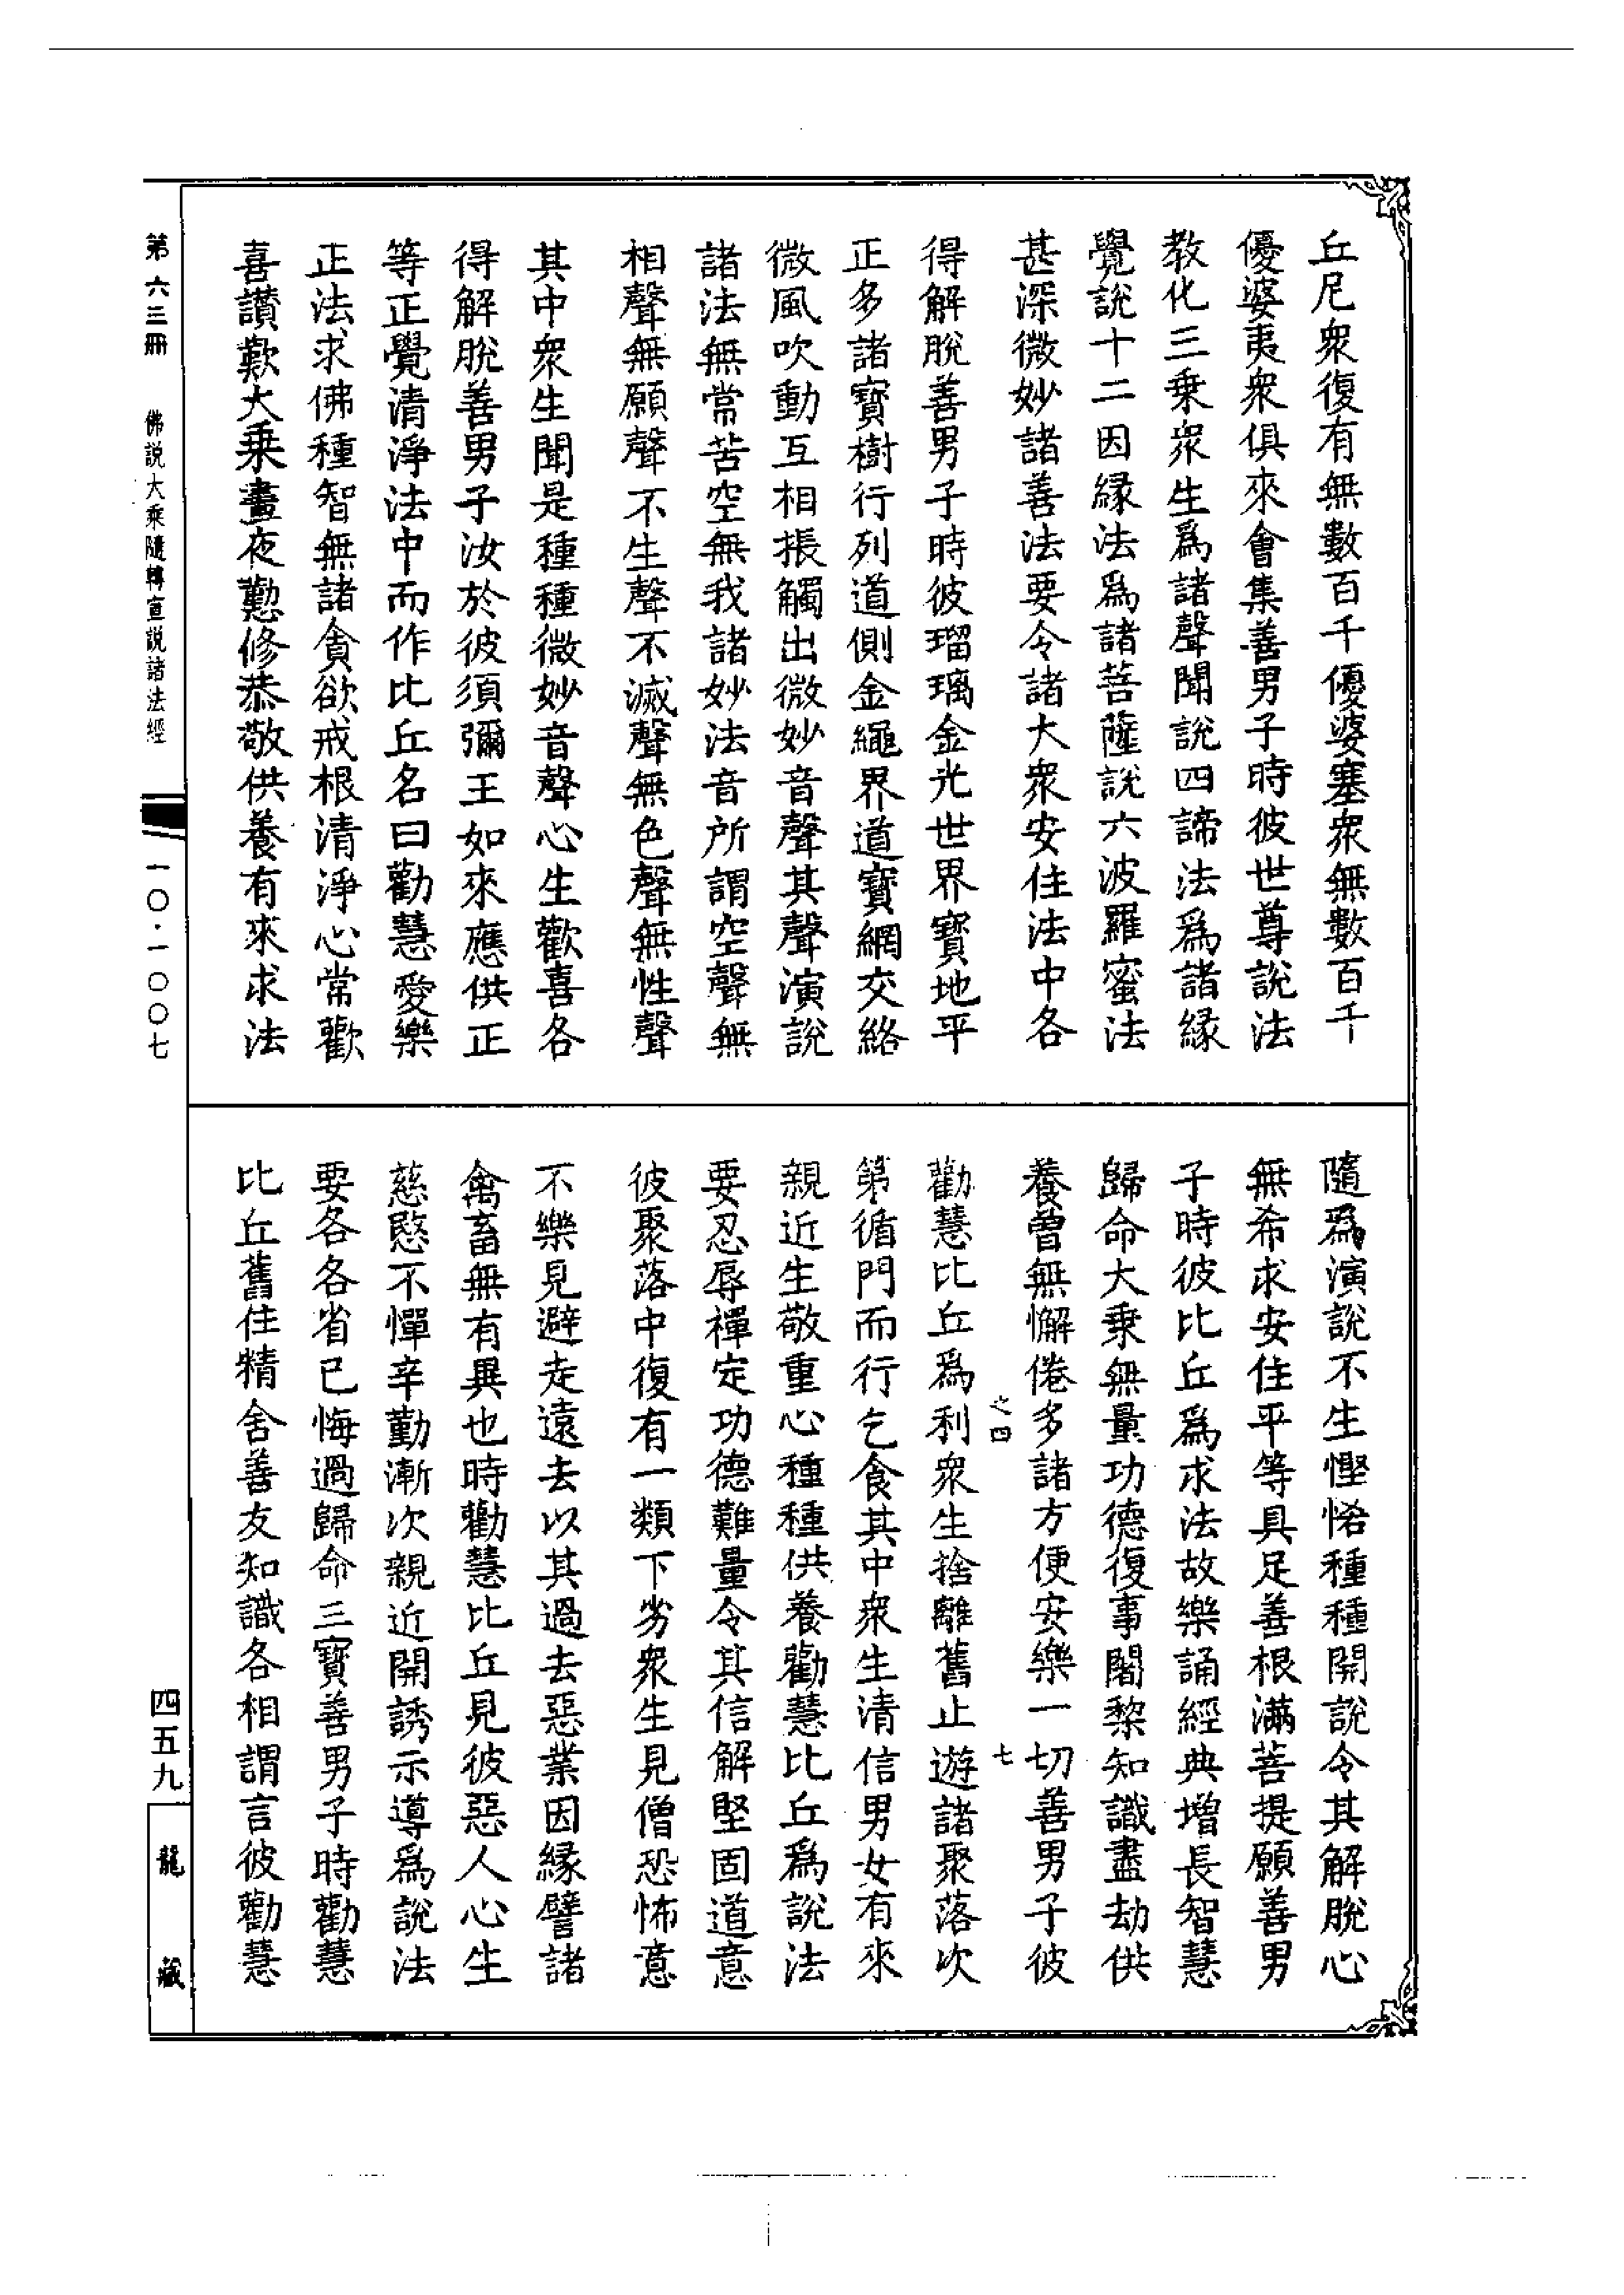 丘尼衆復有無數百千優婆塞衆無數百千
優婆夷衆俱來會集善男子時彼世尊說法
教化三乗衆生爲諸聲聞說四諦法爲諸縁
覺說十二因縁法爲諸菩薩說六波羅蜜法
甚深微妙諸善法要令諸大衆安住法中各
得解脫善男子時彼瑠璃金光世界寳地平
正多諸寳樹行列道側金繩界道寳網交絡
微風吹動互相掁觸出微妙音聲其聲演說
諸法無常苦空無我諸妙法音所謂空聲無
相聲無願聲不生聲不滅聲無色聲無性聲
其中衆生聞是種種微妙音聲心生歡喜各
得解脫善男子汝於彼須彌王如來應供正
等正覺清淨法中而作比丘名曰勸慧愛樂
正法求佛種智無諸貪欲戒根清淨心常歡
喜讚歎大乗晝夜勤修恭敬供養有來求法
隨爲演說不生慳悋種種開說令其解脫心
無希求安住平等具足善根滿菩提願善男
子時彼比丘爲求法故樂誦經典增長智慧
歸命大乗無量功德復事闍黎知識盡劫供
養曾無懈倦多諸方便安樂一切善男子彼
之四 七
勸慧比丘爲利衆生捨離舊止遊諸聚落次
第循門而行乞食其中衆生清信男女有來
親近生敬重心種種供養勸慧比丘爲說法
要忍辱禪定功德難量令其信解堅固道意
彼聚落中復有一類下劣衆生見僧恐怖意
不樂見避走遠去以其過去惡業因縁譬諸
禽畜無有異也時勸慧比丘見彼惡人心生
慈愍不憚辛勤漸次親近開誘示導爲說法
要各各省已悔過歸命三寳善男子時勸慧
比丘舊住精舍善友知識各相謂言彼勸慧
第六三冊 佛説大乘隨轉宣説諸法經
一〇·一〇〇七
四五九
龍藏